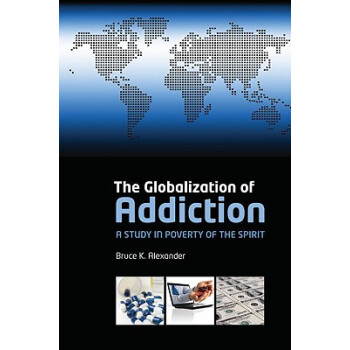 The Globalization of
Addiction
A STUDY IN POVERTY OF THE SPIRIT
Bruce K. Alexander